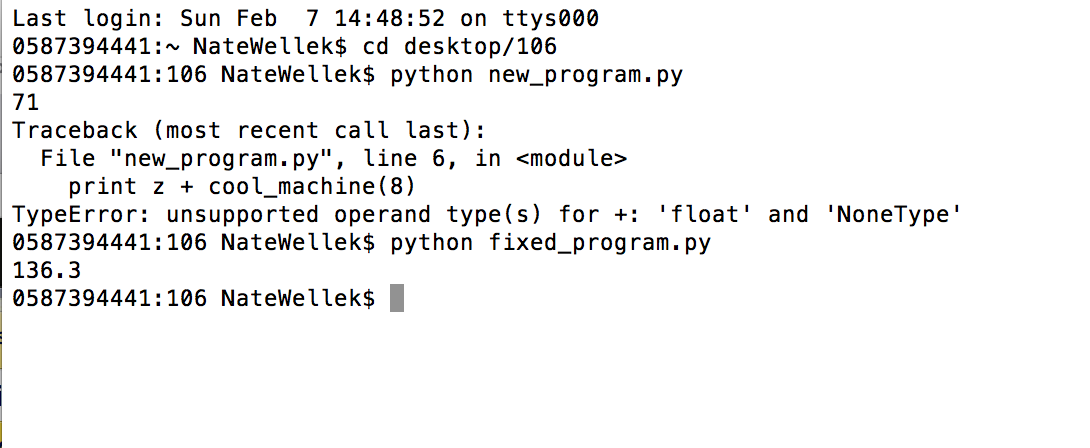 Last login: Sun Feb  7 14:48:52 on ttys000
0587394441:~ NateWellek$ cd desktop/106
0587394441:106 NateWellek$ python new_program.py
71
Traceback (most recent call last):
  File "new_program.py", line 6, in <module>
    print z + cool_machine(8)
TypeError: unsupported operand type(s) for +: 'float' and 'NoneType'
0587394441:106 NateWellek$ python fixed_program.py
136.3
0587394441:106 NateWellek$